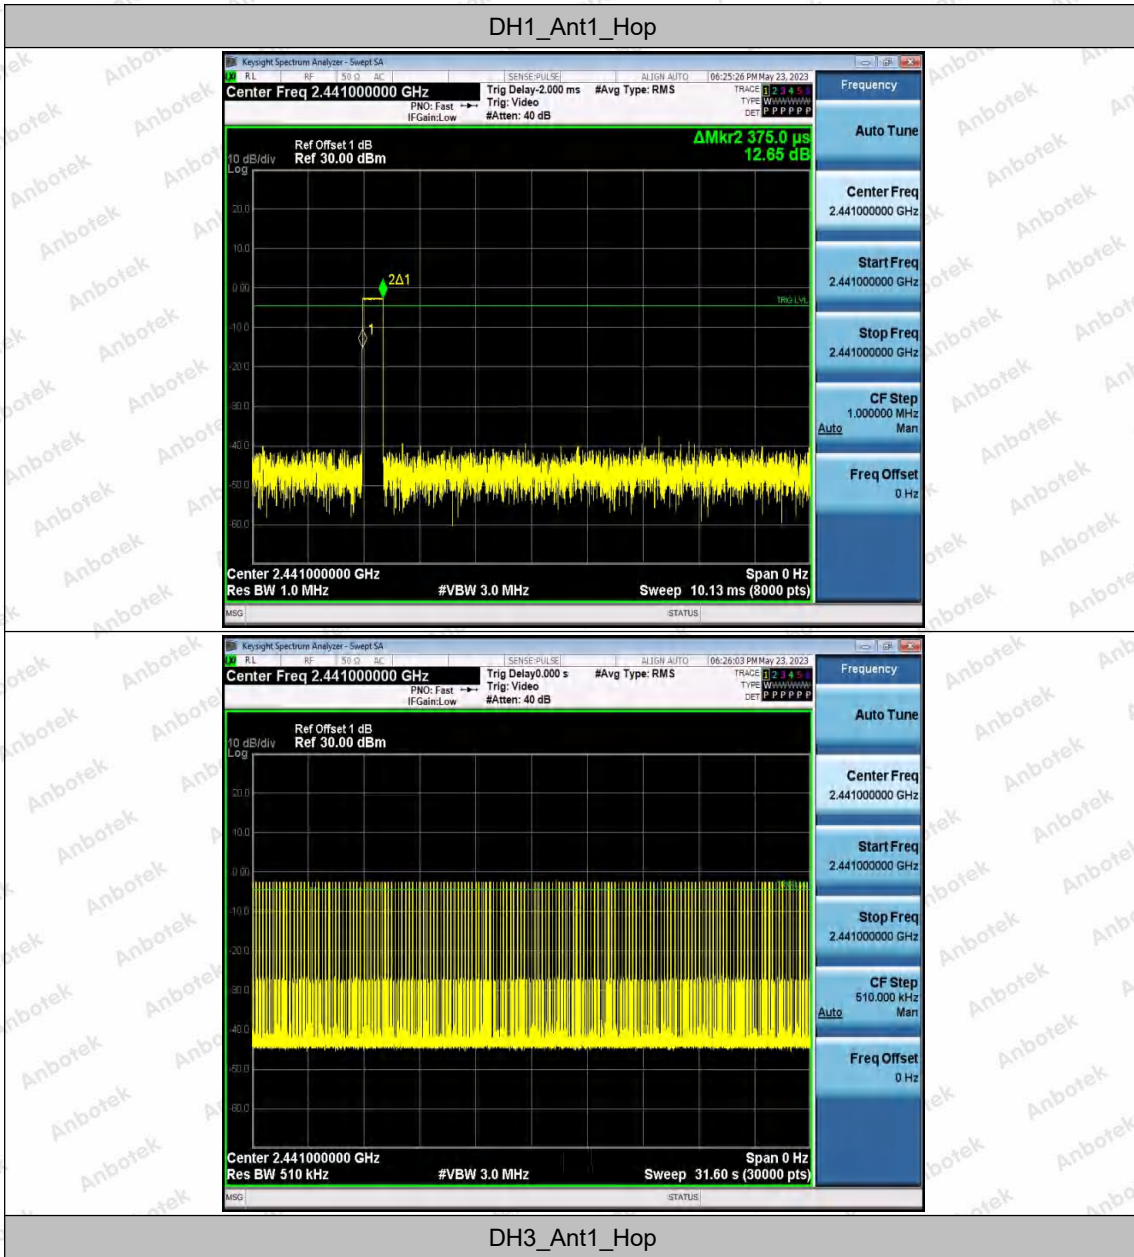 DH1_Ant1_Hop
Keysight Spectrum Analyzer - Swept SA
RL RF 50 Ω AC SENSE:PULSE ALIGN AUTO 06:25:26 PM May 23, 2023
Center Freq 2.441000000 GHz
PNO: Fast
IFGain:Low
Trig Delay-2.000 ms
Trig: Video
#Atten: 40 dB
#Avg Type: RMS
TRACE 1 2 3 4 5 6
TYPE WWWWWW
DET P P P P P P
ΔMkr2 375.0 µs
12.65 dB
Ref Offset 1 dB
10 dB/div Ref 30.00 dBm
Log
20.0
10.0
0.00
2Δ1
TRIG LVL
-10.0
1
-20.0
-30.0
-40.0
-50.0
-60.0
Center 2.441000000 GHz Span 0 Hz
Res BW 1.0 MHz #VBW 3.0 MHz Sweep 10.13 ms (8000 pts)
MSG STATUS
Frequency
Auto Tune
Center Freq
2.441000000 GHz
Start Freq
2.441000000 GHz
Stop Freq
2.441000000 GHz
CF Step
1.000000 MHz
Auto Man
Freq Offset
0 Hz
Keysight Spectrum Analyzer - Swept SA
RL RF 50 Ω AC SENSE:PULSE ALIGN AUTO 06:26:03 PM May 23, 2023
Center Freq 2.441000000 GHz
PNO: Fast
IFGain:Low
Trig Delay0.000 s
Trig: Video
#Atten: 40 dB
#Avg Type: RMS
TRACE 1 2 3 4 5 6
TYPE WWWWWW
DET P P P P P P
Ref Offset 1 dB
10 dB/div Ref 30.00 dBm
Log
20.0
10.0
0.00
-10.0
-20.0
-30.0
-40.0
-50.0
-60.0
Center 2.441000000 GHz Span 0 Hz
Res BW 510 kHz #VBW 3.0 MHz Sweep 31.60 s (30000 pts)
MSG STATUS
Frequency
Auto Tune
Center Freq
2.441000000 GHz
Start Freq
2.441000000 GHz
Stop Freq
2.441000000 GHz
CF Step
510.000 kHz
Auto Man
Freq Offset
0 Hz
DH3_Ant1_Hop
Anbotek